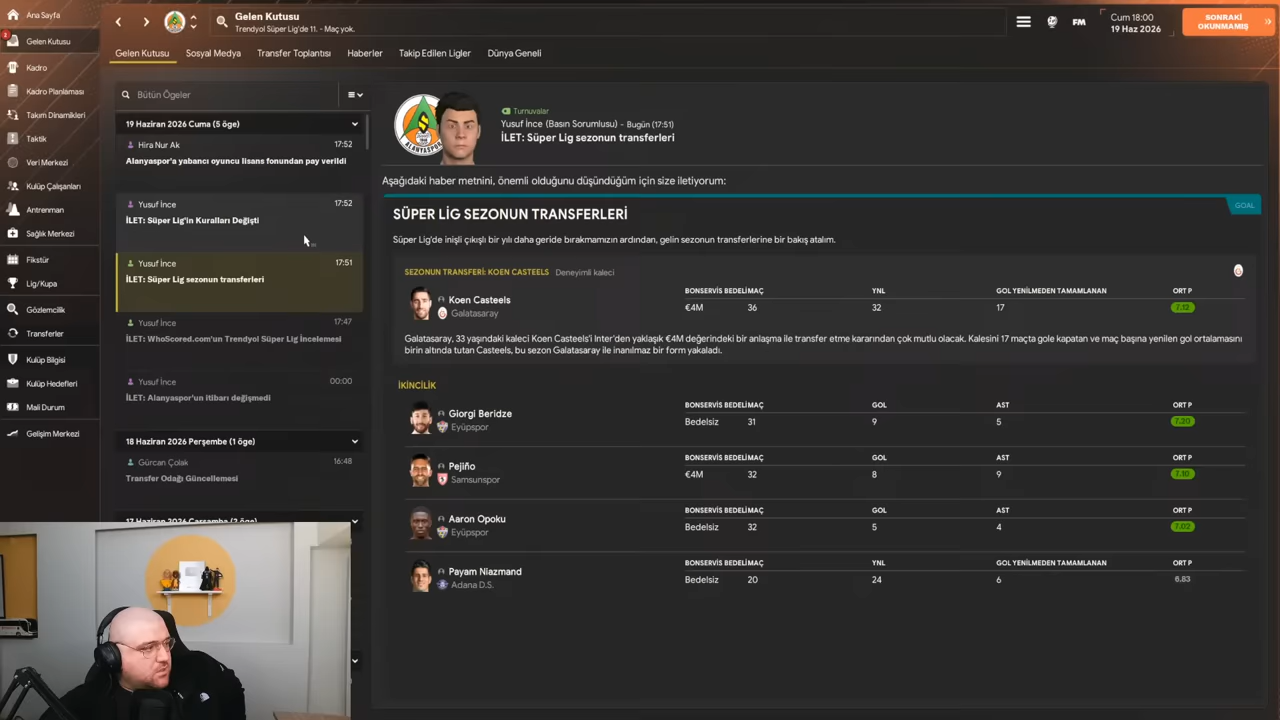 Ana Sayfa
3
Gelen Kutusu
Kadro
Kadro Planlaması
Takım Dinamikleri
Taktik
Veri Merkezi
Kulüp Çalışanları
Antrenman
Sağlık Merkezi
Fikstür
Lig/Kupa
Gözlemcilik
Transferler
Kulüp Bilgisi
Kulüp Hedefleri
Mali Durum
Gelişim Merkezi
Gelen Kutusu
Trendyol Süper Lig'de 11. - Maç yok.
FM
Cum 18:00
19 Haz 2026
SONRAKİ
OKUNMAMIŞ
Gelen Kutusu
Sosyal Medya
Transfer Toplantısı
Haberler
Takip Edilen Ligler
Dünya Geneli
Bütün Ögeler
19 Haziran 2026 Cuma (5 öge)
Hira Nur Ak 17:52
Alanyaspor'a yabancı oyuncu lisans fonundan pay verildi
Yusuf İnce 17:52
İLET: Süper Lig'in Kuralları Değişti
Yusuf İnce 17:51
İLET: Süper Lig sezonun transferleri
Yusuf İnce 17:47
İLET: WhoScored.com'un Trendyol Süper Lig İncelemesi
Yusuf İnce 00:00
İLET: Alanyaspor'un itibarı değişmedi
18 Haziran 2026 Perşembe (1 öge)
Gürcan Çolak 16:48
Transfer Odağı Güncellemesi
17 Haziran 2026 Çarşamba (2 öge)
Turnuvalar
Yusuf İnce (Basın Sorumlusu) - Bugün (17:51)
İLET: Süper Lig sezonun transferleri
Aşağıdaki haber metnini, önemli olduğunu düşündüğüm için size iletiyorum:
GOAL
SÜPER LİG SEZONUN TRANSFERLERİ
Süper Lig'de inişli çıkışlı bir yılı daha geride bırakmamızın ardından, gelin sezonun transferlerine bir bakış atalım.
SEZONUN TRANSFERİ: KOEN CASTEELS Deneyimli kaleci
BONSERVİS BEDELİ MAÇ YNL GOL YENİLMEDEN TAMAMLANAN ORT P
Koen Casteels
Galatasaray
€4M 36 32 17 7.12
Galatasaray, 33 yaşındaki kaleci Koen Casteels'i Inter'den yaklaşık €4M değerindeki bir anlaşma ile transfer etme kararından çok mutlu olacak. Kalesini 17 maçta gole kapatan ve maç başına yenilen gol ortalamasını
birin altında tutan Casteels, bu sezon Galatasaray ile inanılmaz bir form yakaladı.
İKİNCİLİK
BONSERVİS BEDELİ MAÇ GOL AST ORT P
Giorgi Beridze
Eyüpspor
Bedelsiz 31 9 5 7.20
BONSERVİS BEDELİ MAÇ GOL AST ORT P
Pejiño
Samsunspor
€4M 32 8 9 7.10
BONSERVİS BEDELİ MAÇ GOL AST ORT P
Aaron Opoku
Eyüpspor
Bedelsiz 32 5 4 7.02
BONSERVİS BEDELİ MAÇ YNL GOL YENİLMEDEN TAMAMLANAN ORT P
Payam Niazmand
Adana D.S.
Bedelsiz 20 24 6 6.83